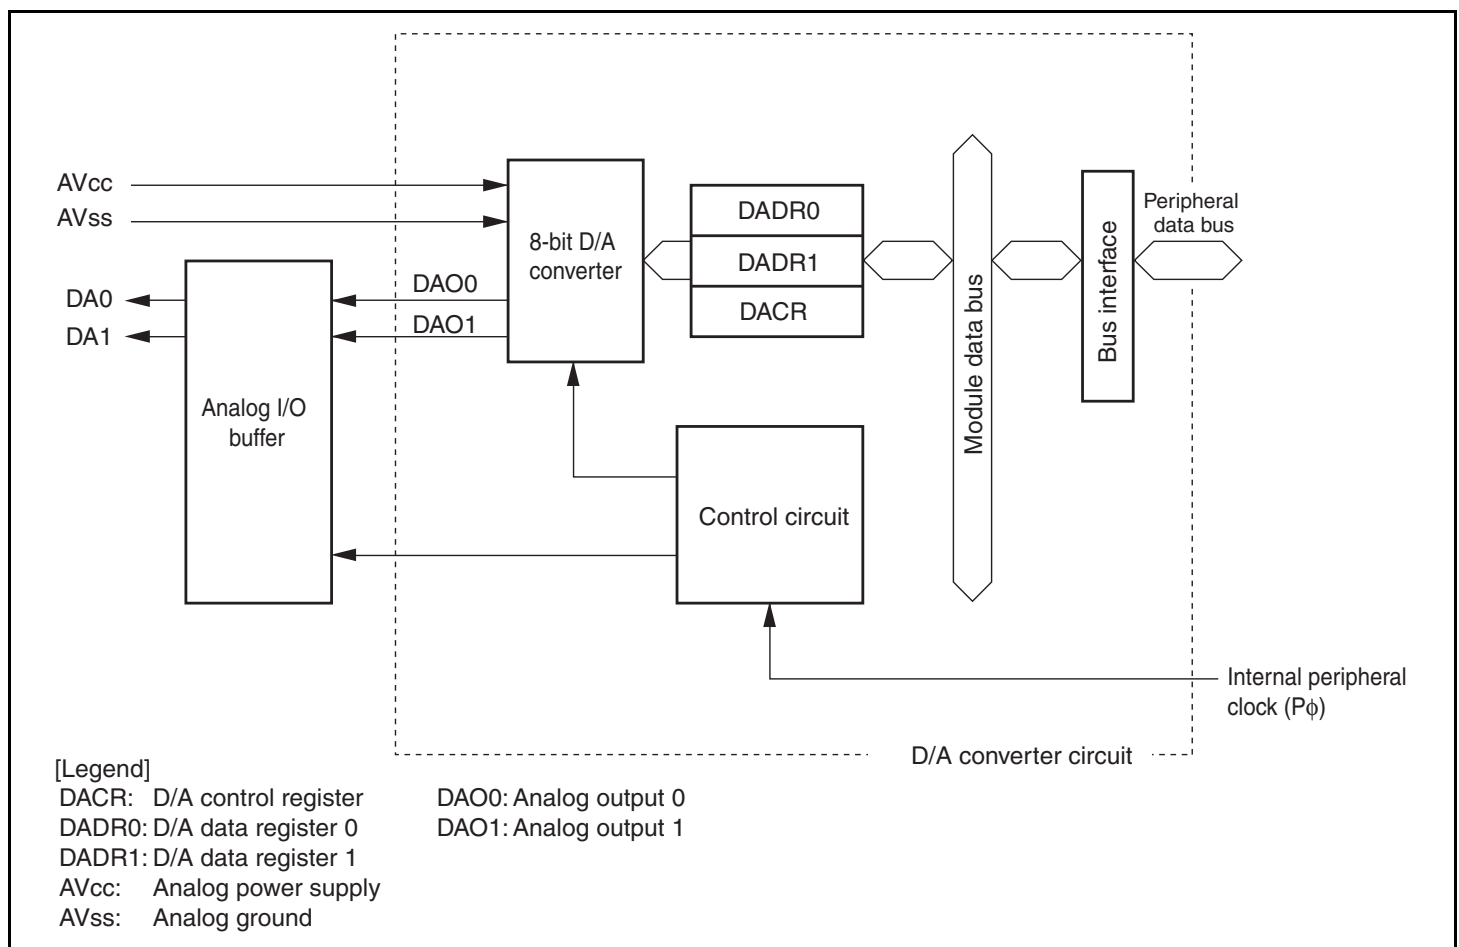 AVcc
AVss
DA0
DA1
Analog I/O
buffer
DAO0
DAO1
8-bit D/A
converter
DADR0
DADR1
DACR
Control circuit
Module data bus
Bus interface
Peripheral
data bus
Internal peripheral
clock (Pϕ)
D/A converter circuit
[Legend]
DACR: D/A control register
DADR0: D/A data register 0
DADR1: D/A data register 1
AVcc: Analog power supply
AVss: Analog ground
DAO0: Analog output 0
DAO1: Analog output 1